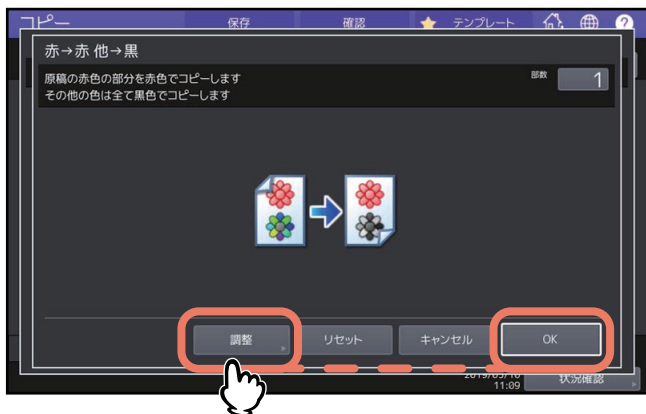 コピー 保存 確認 テンプレート ?
赤→赤 他→黒
原稿の赤色の部分を赤色でコピーします
その他の色は全て黒色でコピーします
部数 1
調整 リセット キャンセル OK
11:09 状況確認